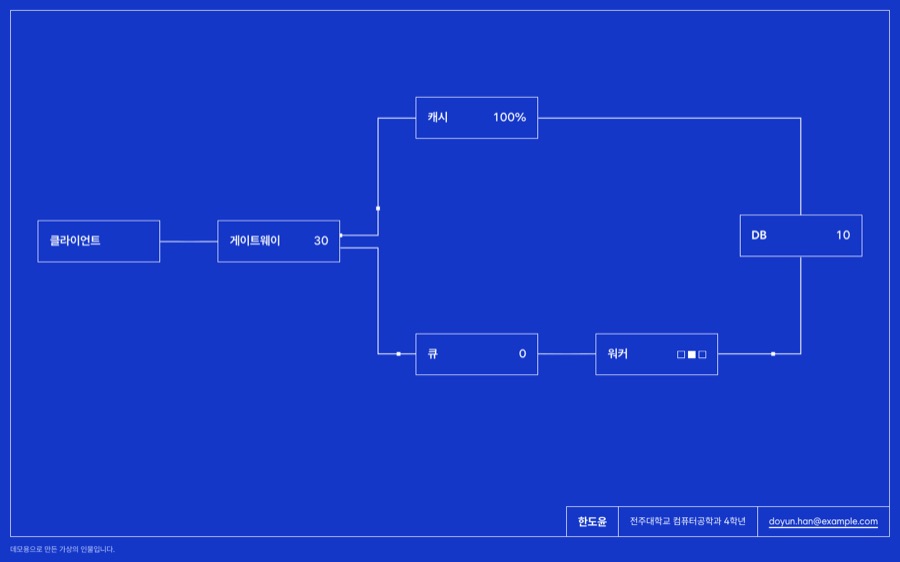 캐시 100%
클라이언트
게이트웨이 30
DB 10
큐 0
워커
한도윤 전주대학교 컴퓨터공학과 4학년 doyun.han@example.com
데모용으로 만든 가상의 인물입니다.